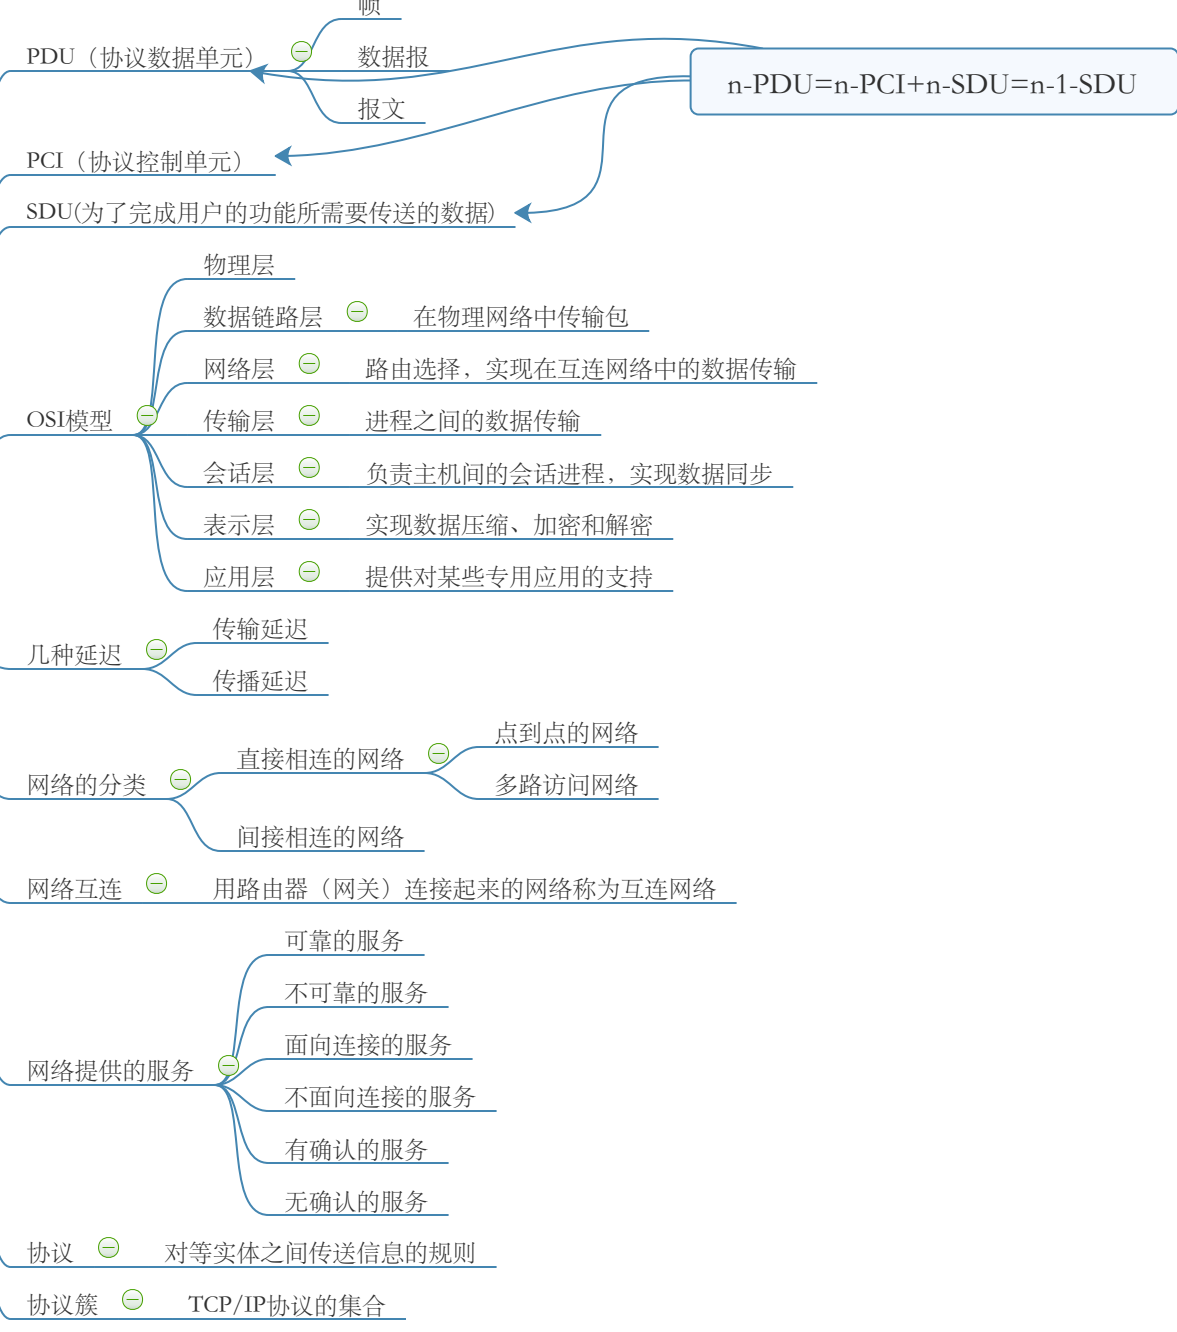 帧
PDU（协议数据单元）
数据报
n-PDU=n-PCI+n-SDU=n-1-SDU
报文
PCI（协议控制单元）
SDU(为了完成用户的功能所需要传送的数据)
物理层
数据链路层 在物理网络中传输包
网络层 路由选择，实现在互连网络中的数据传输
OSI模型
传输层 进程之间的数据传输
会话层 负责主机间的会话进程，实现数据同步
表示层 实现数据压缩、加密和解密
应用层 提供对某些专用应用的支持
几种延迟
传输延迟
传播延迟
网络的分类
直接相连的网络
点到点的网络
多路访问网络
间接相连的网络
网络互连 用路由器（网关）连接起来的网络称为互连网络
网络提供的服务
可靠的服务
不可靠的服务
面向连接的服务
不面向连接的服务
有确认的服务
无确认的服务
协议 对等实体之间传送信息的规则
协议簇 TCP/IP协议的集合